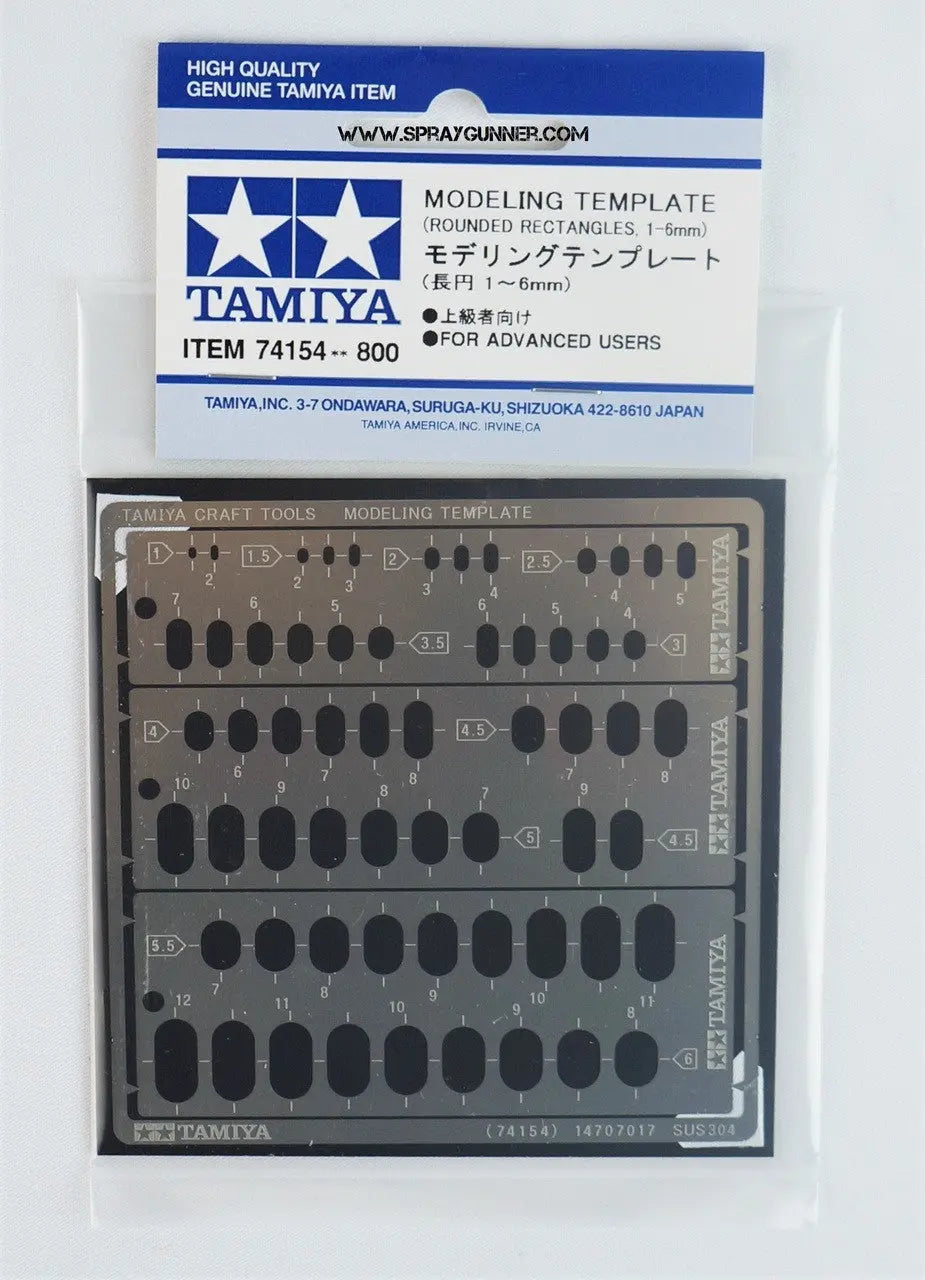 HIGH QUALITY
GENUINE TAMIYA ITEM
WWW.SPRAYGUNNER.COM
TAMIYA
ITEM 74154** 800
MODELING TEMPLATE
(ROUNDED RECTANGLES, 1-6mm)
モデリングテンプレート
(長円 1～6mm)
●上級者向け
●FOR ADVANCED USERS
TAMIYA,INC. 3-7 ONDAWARA, SURUGA-KU, SHIZUOKA 422-8610 JAPAN
TAMIYA AMERICA, INC. IRVINE,CA
TAMIYA CRAFT TOOLS MODELING TEMPLATE
1 1.5 2 2.5
2 2 3 3 4 4 5
7 6 5 6 5 4
3.5 3
TAMIYA
4 4.5
6 7 8 7 8
10 9 8 7 9
5 4.5
TAMIYA
5.5
7 8 9 10 11
12 11 10 9 8
6
TAMIYA
TAMIYA (74154) 14707017 SUS304